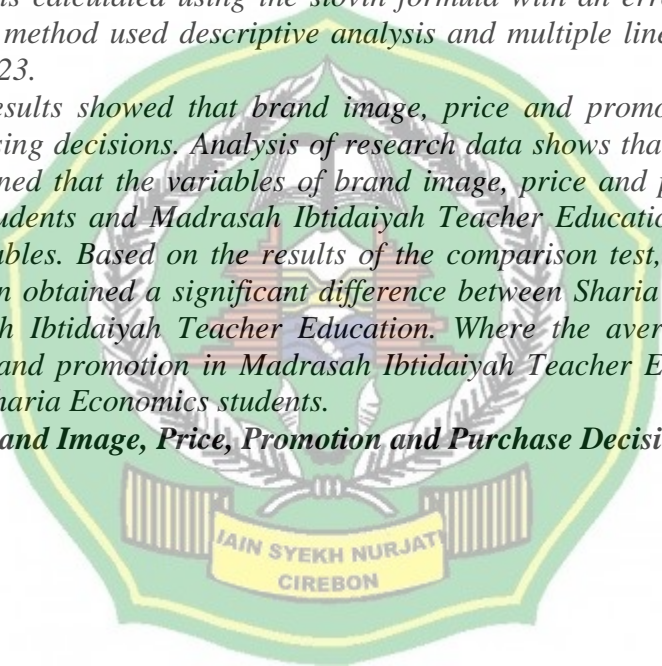 is calculated using the slovin formula with an erro
method used descriptive analysis and multiple line
23.
esults showed that brand image, price and promo
sing decisions. Analysis of research data shows tha
ned that the variables of brand image, price and p
udents and Madrasah Ibtidaiyah Teacher Education
ables. Based on the results of the comparison test,
n obtained a significant difference between Sharia
h Ibtidaiyah Teacher Education. Where the aver
and promotion in Madrasah Ibtidaiyah Teacher E
haria Economics students.
and Image, Price, Promotion and Purchase Decisi
IAIN SYEKH NURJATI
CIREBON